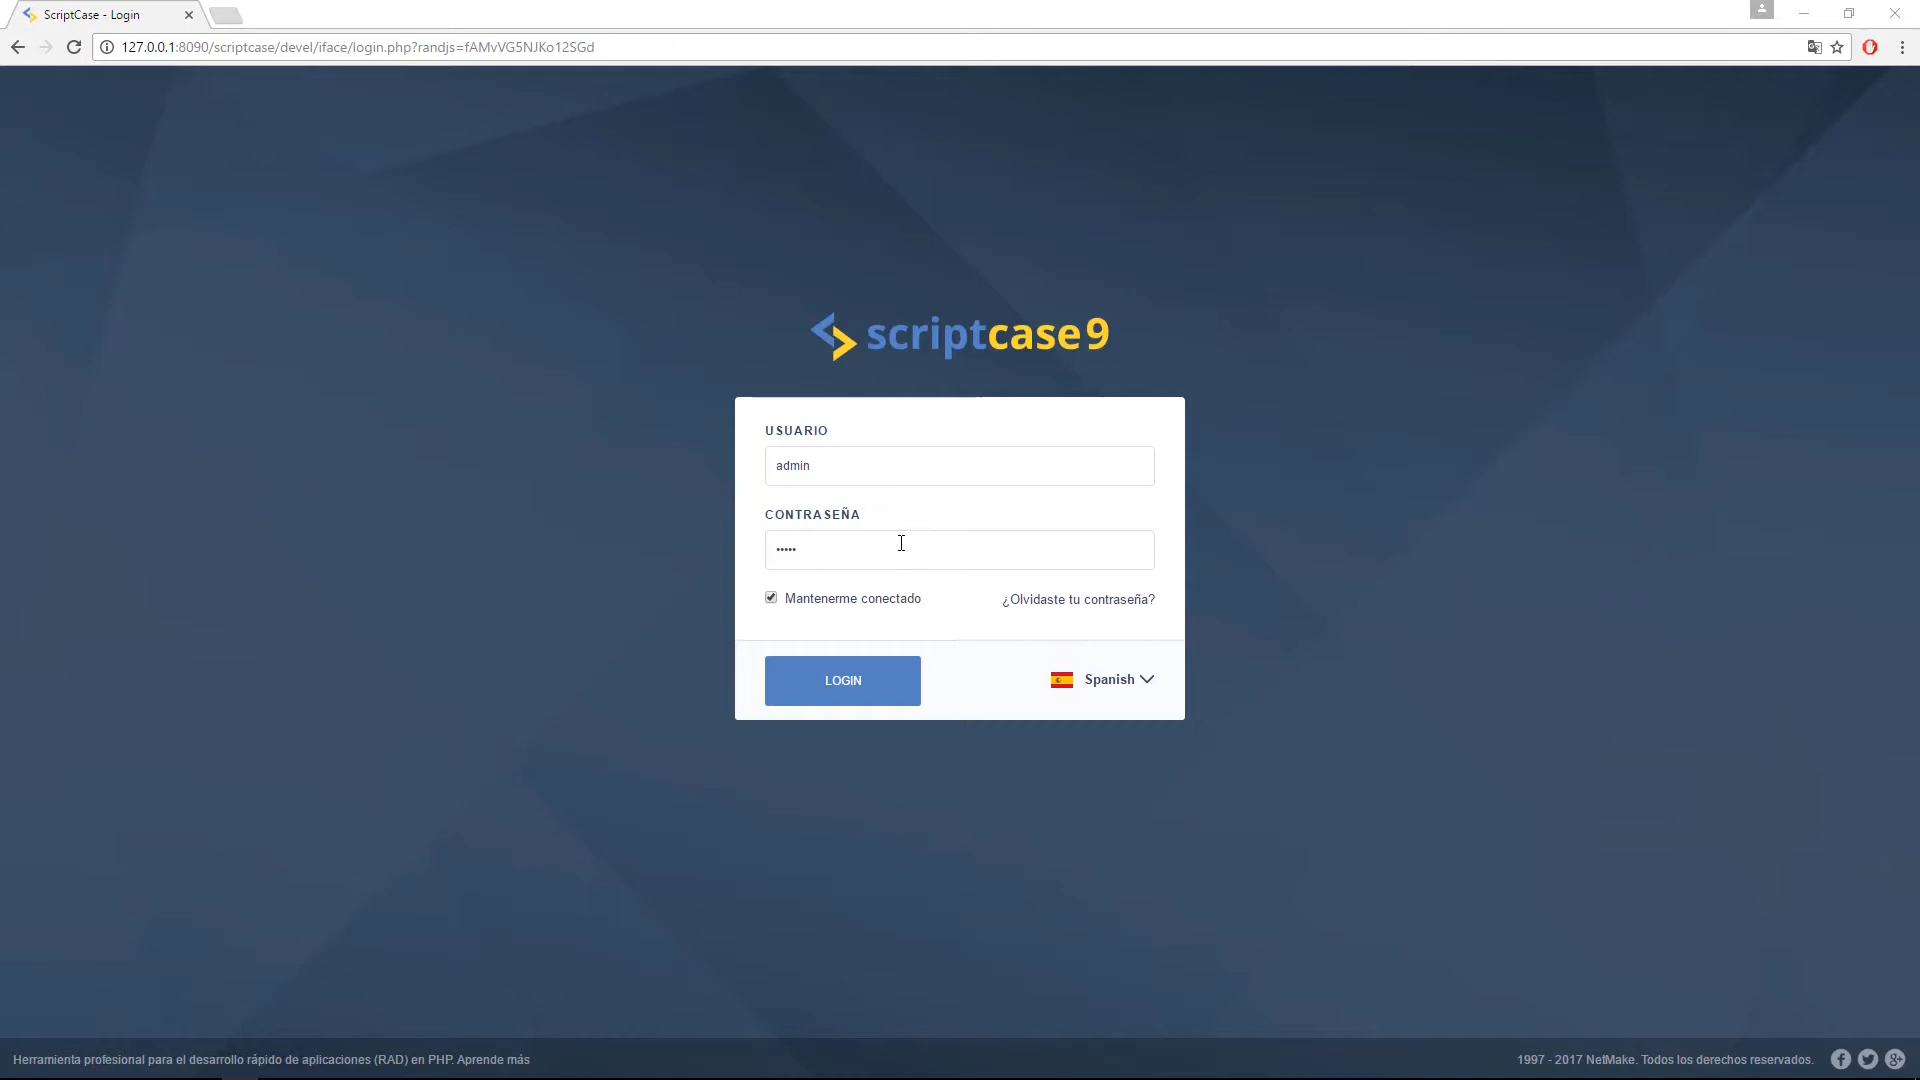 ScriptCase - Login
127.0.0.1:8090/scriptcase/devel/iface/login.php?randjs=fAMvVG5NJKo12SGd
scriptcase9
USUARIO
admin
CONTRASEÑA
•••••
Mantenerme conectado
¿Olvidaste tu contraseña?
LOGIN
Spanish
Herramienta profesional para el desarrollo rápido de aplicaciones (RAD) en PHP. Aprende más
1997 - 2017 NetMake. Todos los derechos reservados.